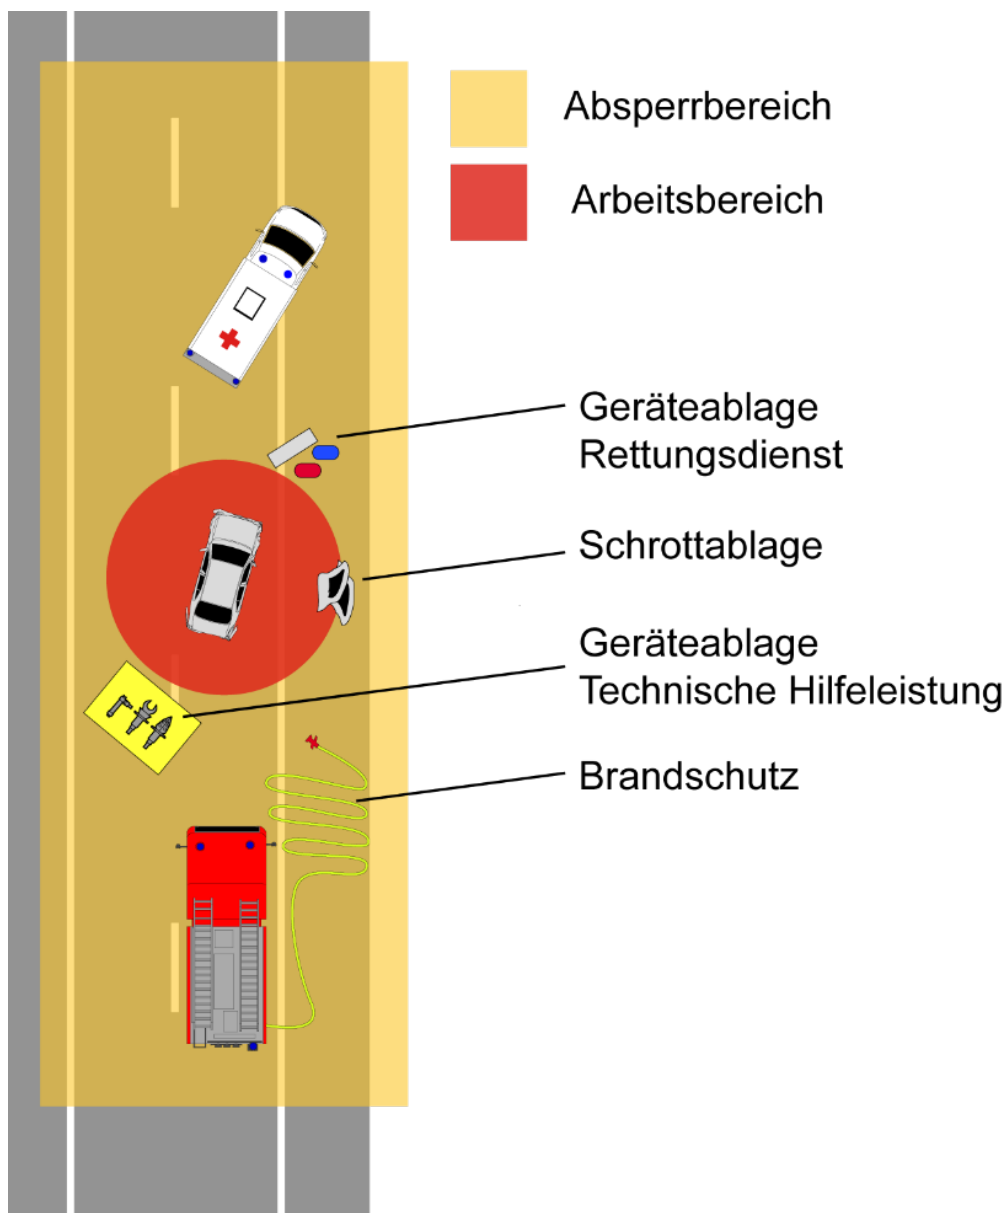 Absperrbereich
Arbeitsbereich
Geräteablage
Rettungsdienst
Schrottablage
Geräteablage
Technische Hilfeleistung
Brandschutz